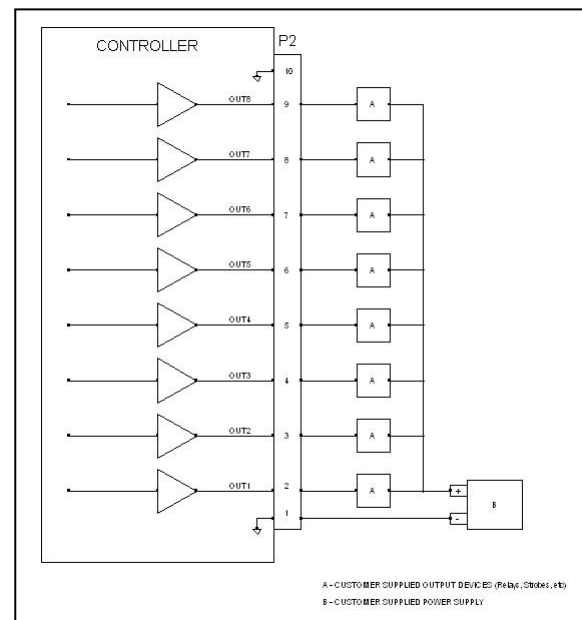 CONTROLLER P2
10
OUT8 9 A
OUT7 8 A
OUT6 7 A
OUT5 6 A
OUT4 5 A
OUT3 4 A
OUT2 3 A
OUT1 2 A +
B
1 -
A - CUSTOMER SUPPLIED OUTPUT DEVICES (Relays, Strobes, etc)
B - CUSTOMER SUPPLIED POWER SUPPLY